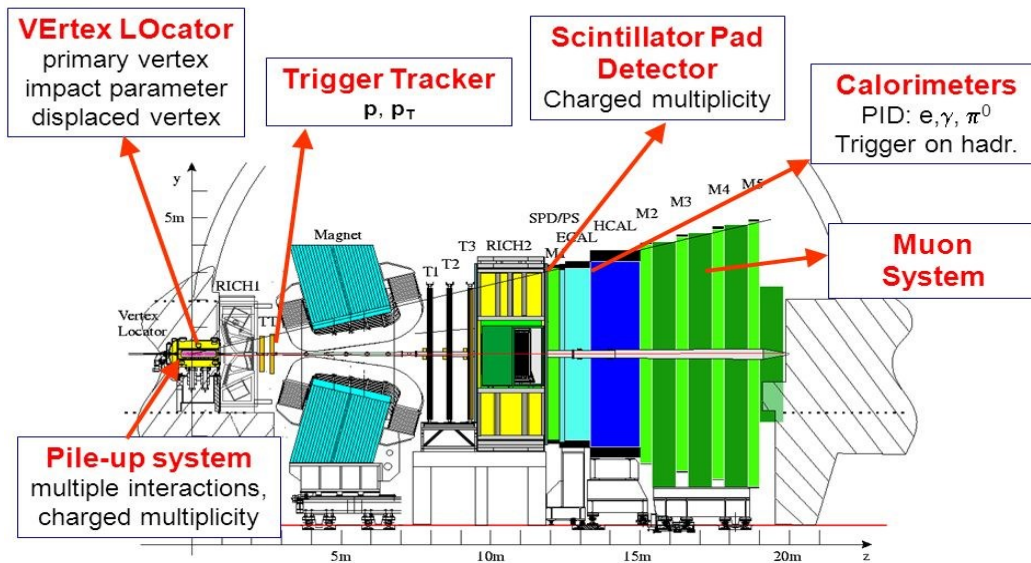 VErtex LOcator
primary vertex
impact parameter
displaced vertex
Trigger Tracker
p, pT
Scintillator Pad
Detector
Charged multiplicity
Calorimeters
PID: e,γ, π⁰
Trigger on hadr.
Muon
System
Pile-up system
multiple interactions,
charged multiplicity
y
5m
Magnet
RICH1
Vertex
Locator
TT
T1
T2
T3
RICH2
SPD/PS
M1
ECAL
HCAL
M2
M3
M4
M5
5m
10m
15m
20m
z